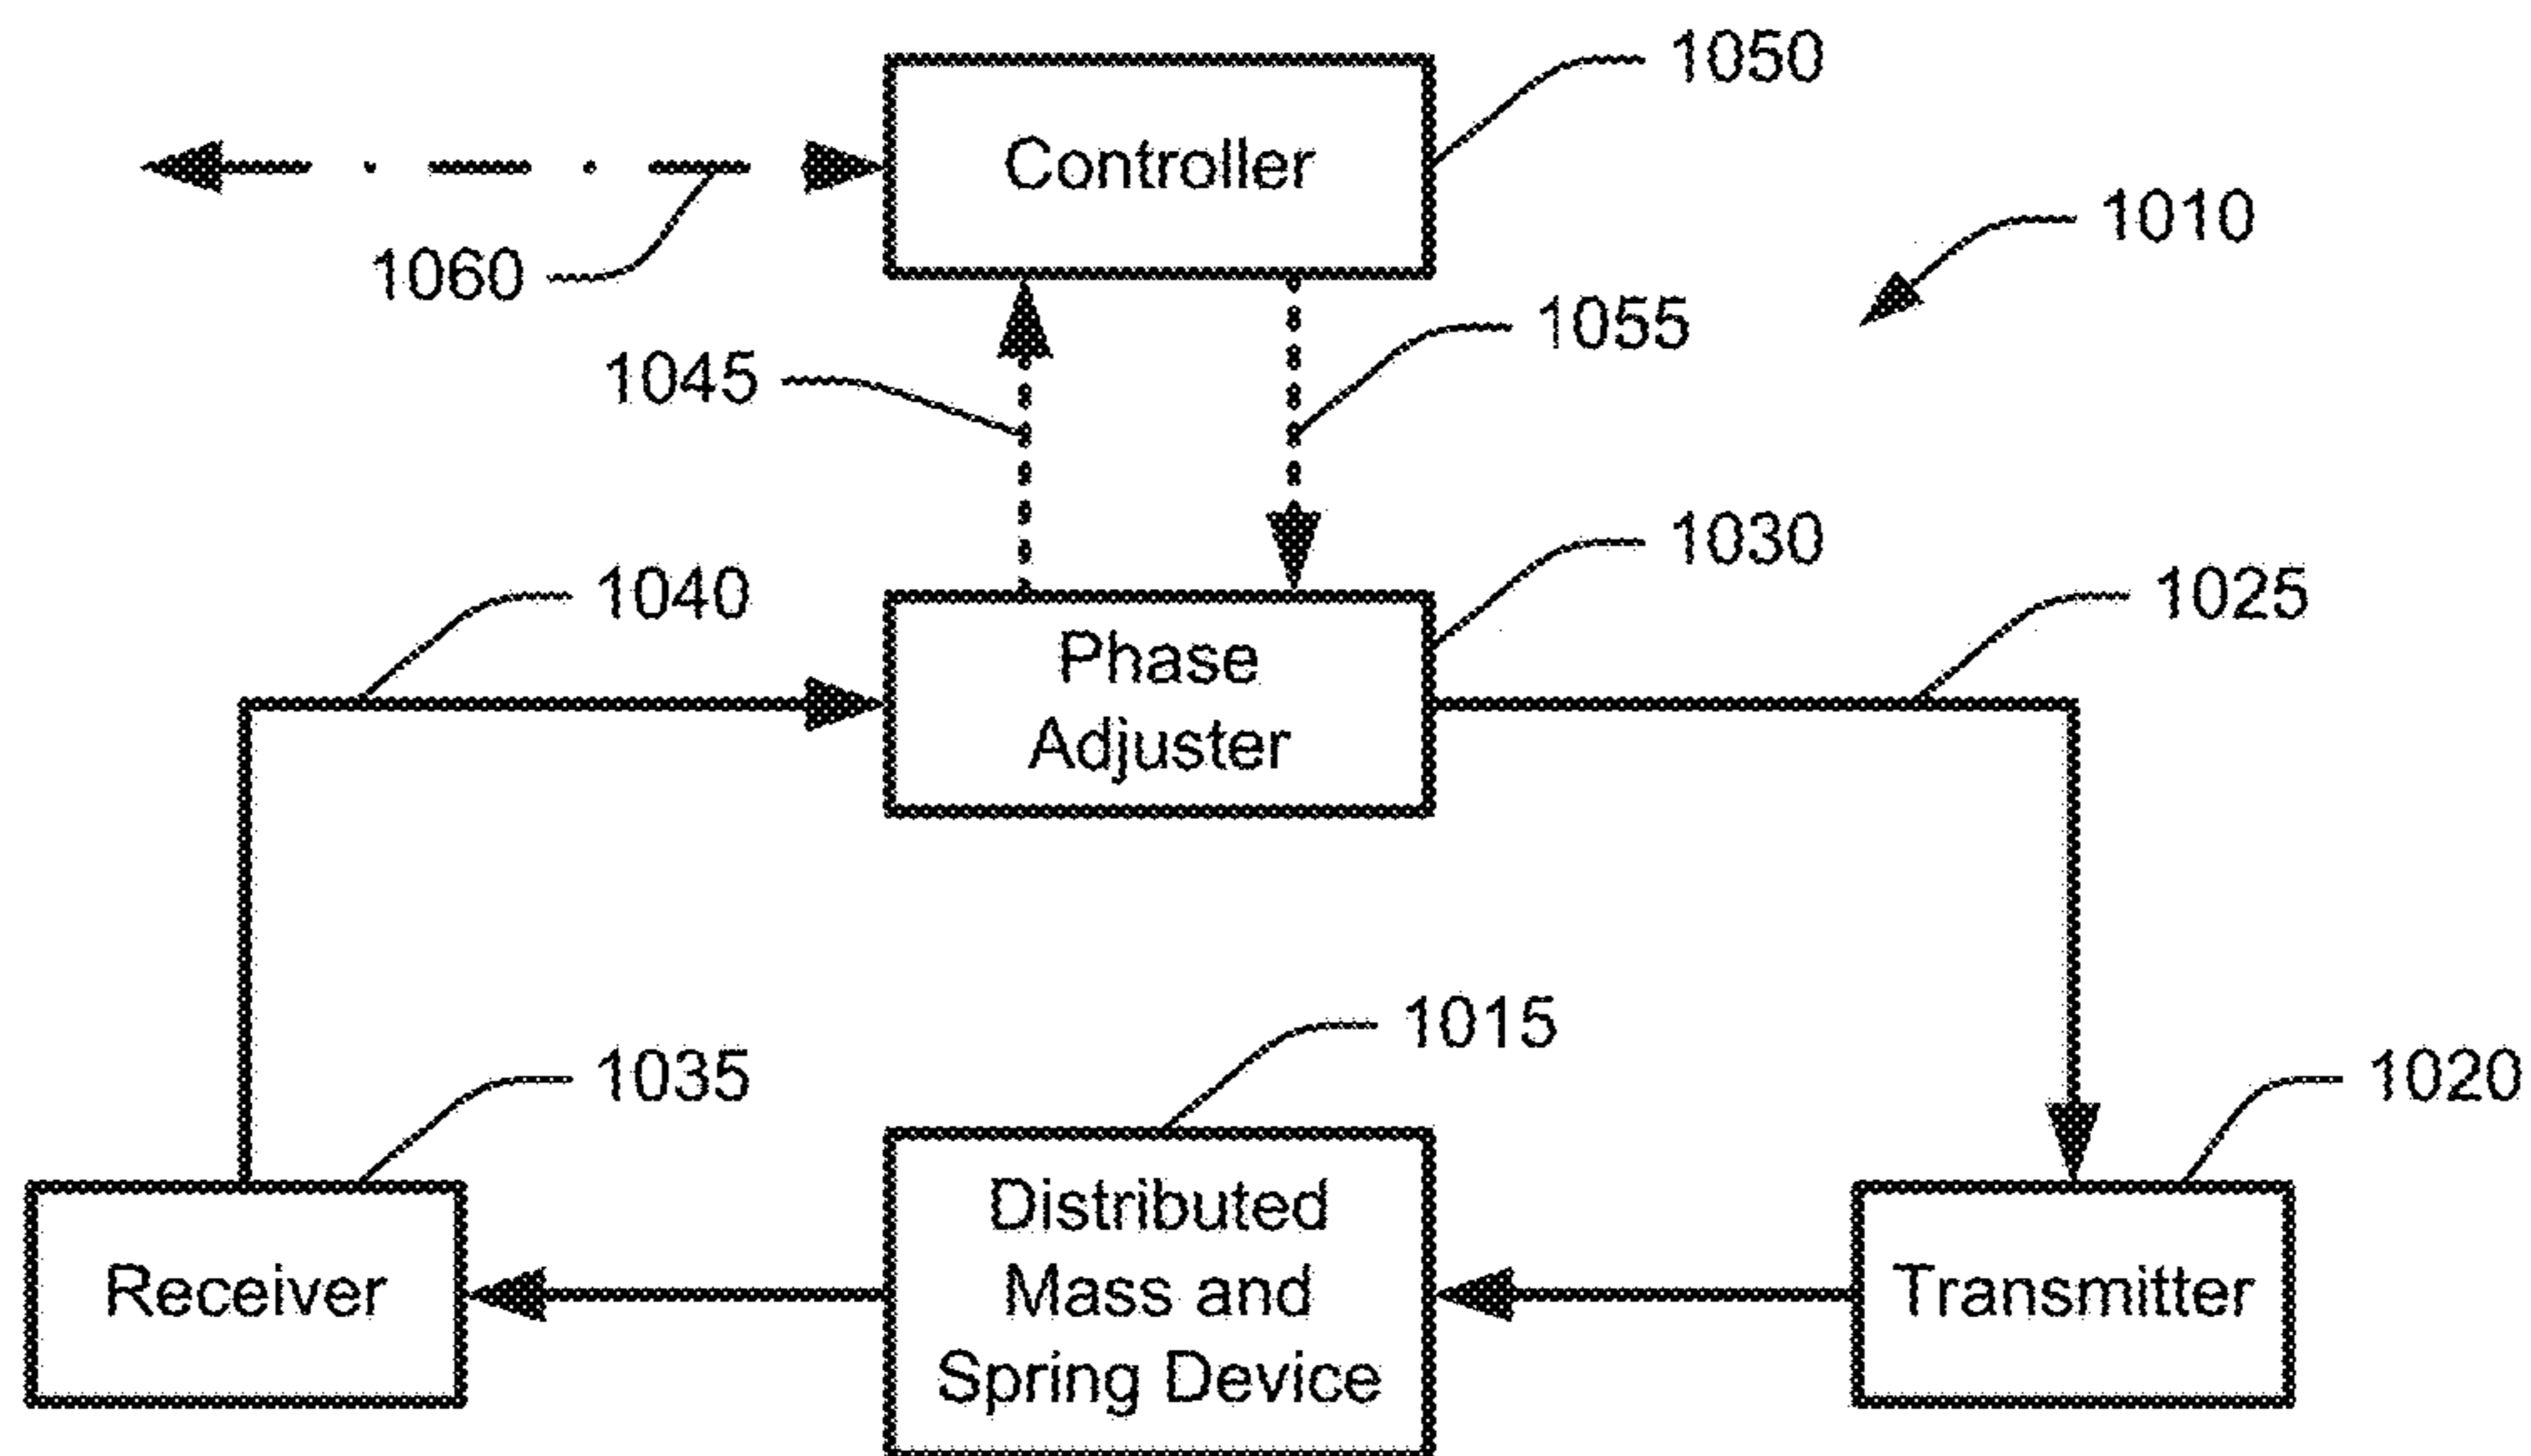 1050
Controller
1010
1060
1055
1045
1030
1040
1025
Phase
Adjuster
1015
1035
1020
Distributed
Mass and
Spring Device
Receiver
Transmitter